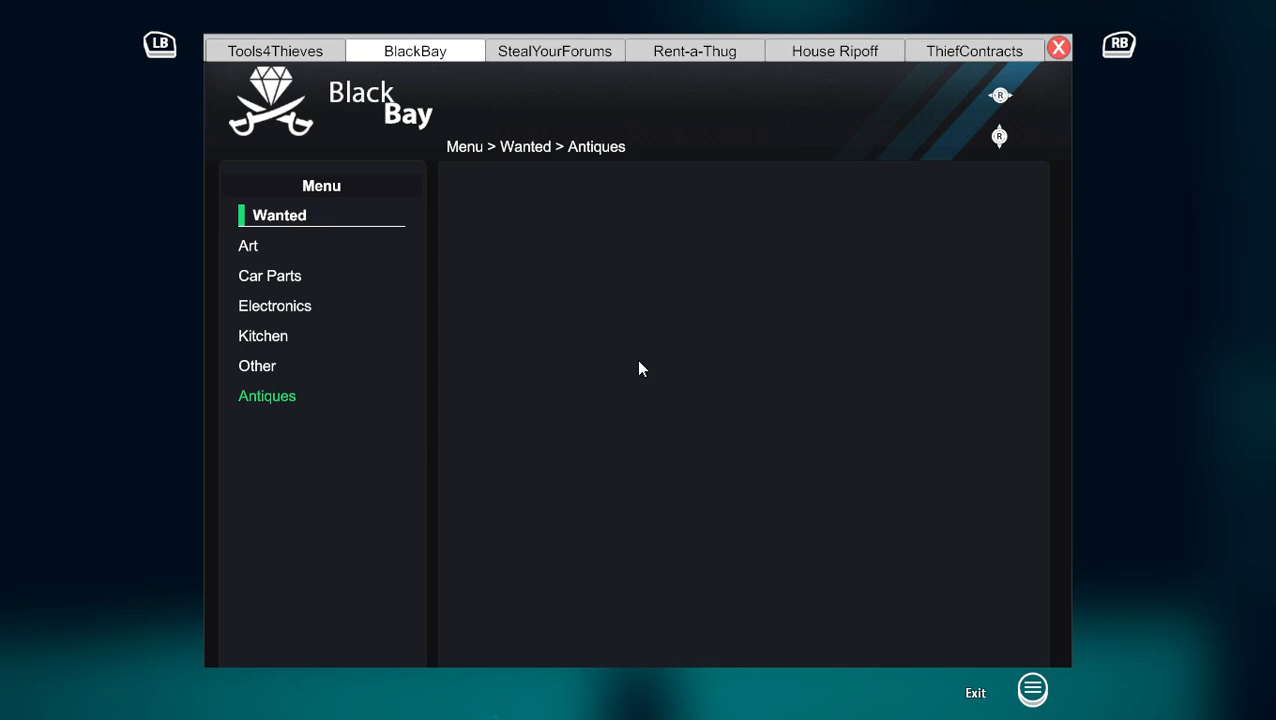 LB
RB
Tools4Thieves
BlackBay
StealYourForums
Rent-a-Thug
House Ripoff
ThiefContracts
X
Black
Bay
R
R
Menu > Wanted > Antiques
Menu
Wanted
Art
Car Parts
Electronics
Kitchen
Other
Antiques
Exit